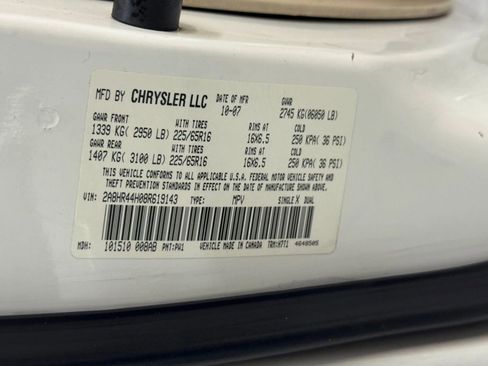 MFD BY CHRYSLER LLC DATE OF MFR 10-07 GVWR 2745 KG(06050 LB)
GAWR FRONT WITH TIRES RIMS AT COLD
1339 KG( 2950 LB) 225/65R16 16X6.5 250 KPA( 36 PSI)
GAWR REAR WITH TIRES RIMS AT COLD
1407 KG( 3100 LB) 225/65R16 16X6.5 250 KPA( 36 PSI)
THIS VEHICLE CONFORMS TO ALL APPLICABLE U.S.A. FEDERAL MOTOR VEHICLE SAFETY AND
THEFT PREVENTION STANDARDS IN EFFECT ON THE DATE OF MANUFACTURE SHOWN ABOVE.
VIN: 2A8HR44H08R619143 TYPE: MPV SINGLE X DUAL
MDH: 101510 008AB PNT:PW1 VEHICLE MADE IN CANADA TRM:H7T1 4648505